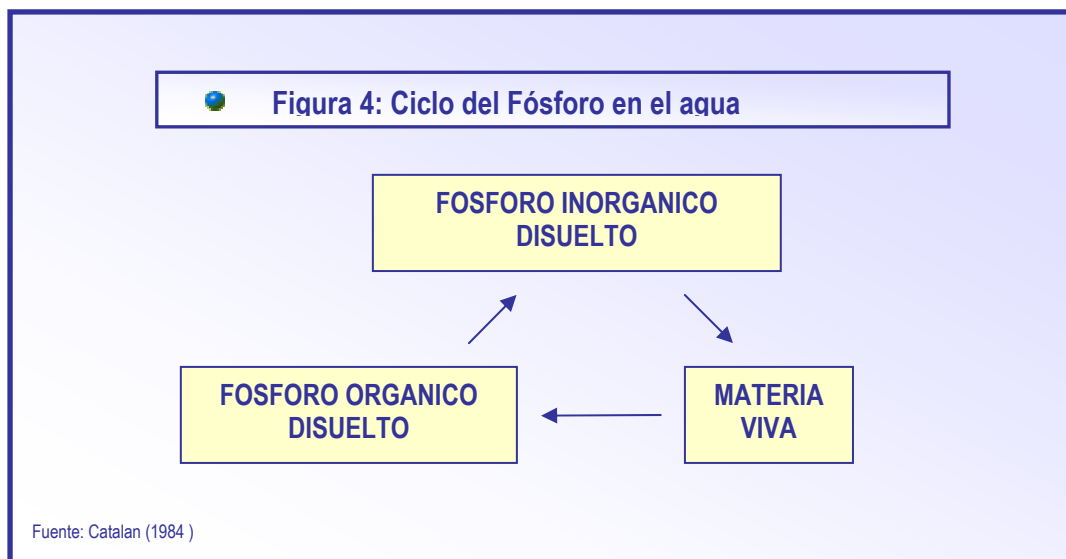 Figura 4: Ciclo del Fósforo en el agua
FOSFORO INORGANICO
DISUELTO
FOSFORO ORGANICO
DISUELTO
MATERIA
VIVA
Fuente: Catalan (1984 )